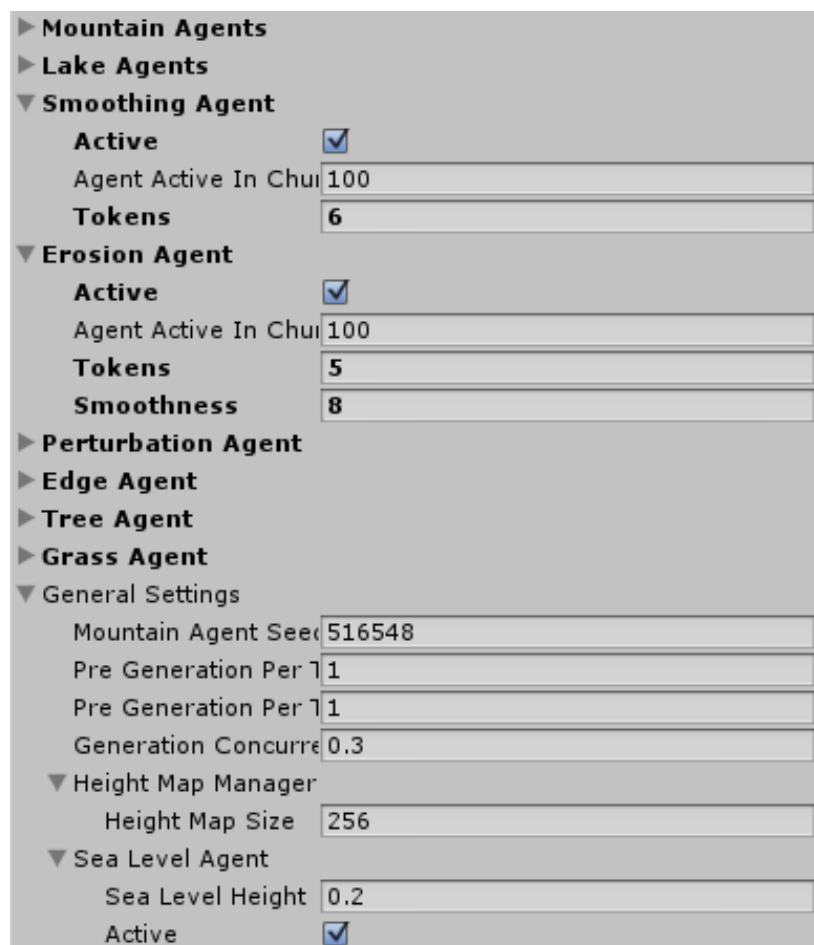 Mountain Agents
Lake Agents
Smoothing Agent
Active
Agent Active In Chu 100
Tokens 6
Erosion Agent
Active
Agent Active In Chu 100
Tokens 5
Smoothness 8
Perturbation Agent
Edge Agent
Tree Agent
Grass Agent
General Settings
Mountain Agent Seed 516548
Pre Generation Per T 1
Pre Generation Per T 1
Generation Concurre 0.3
Height Map Manager
Height Map Size 256
Sea Level Agent
Sea Level Height 0.2
Active